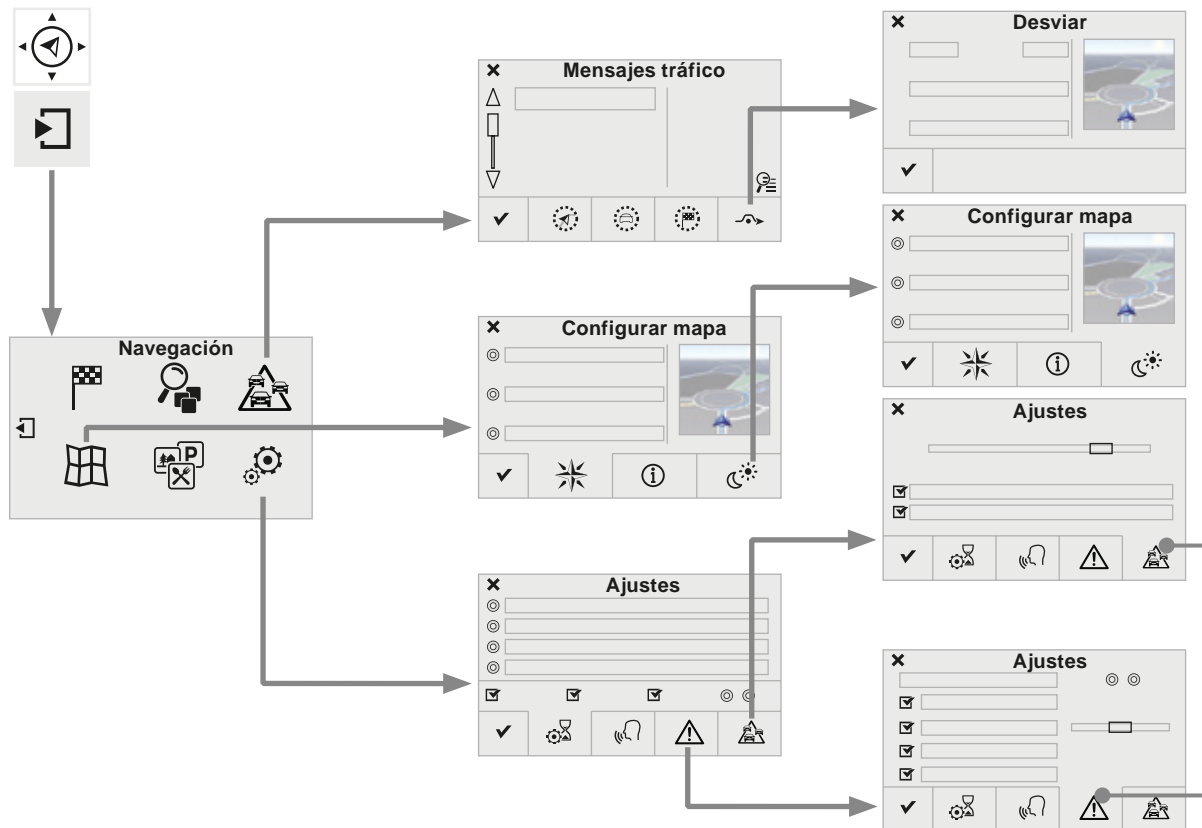 Desviar
Mensajes tráfico
Configurar mapa
Navegación
Configurar mapa
P
Ajustes
Ajustes
Ajustes